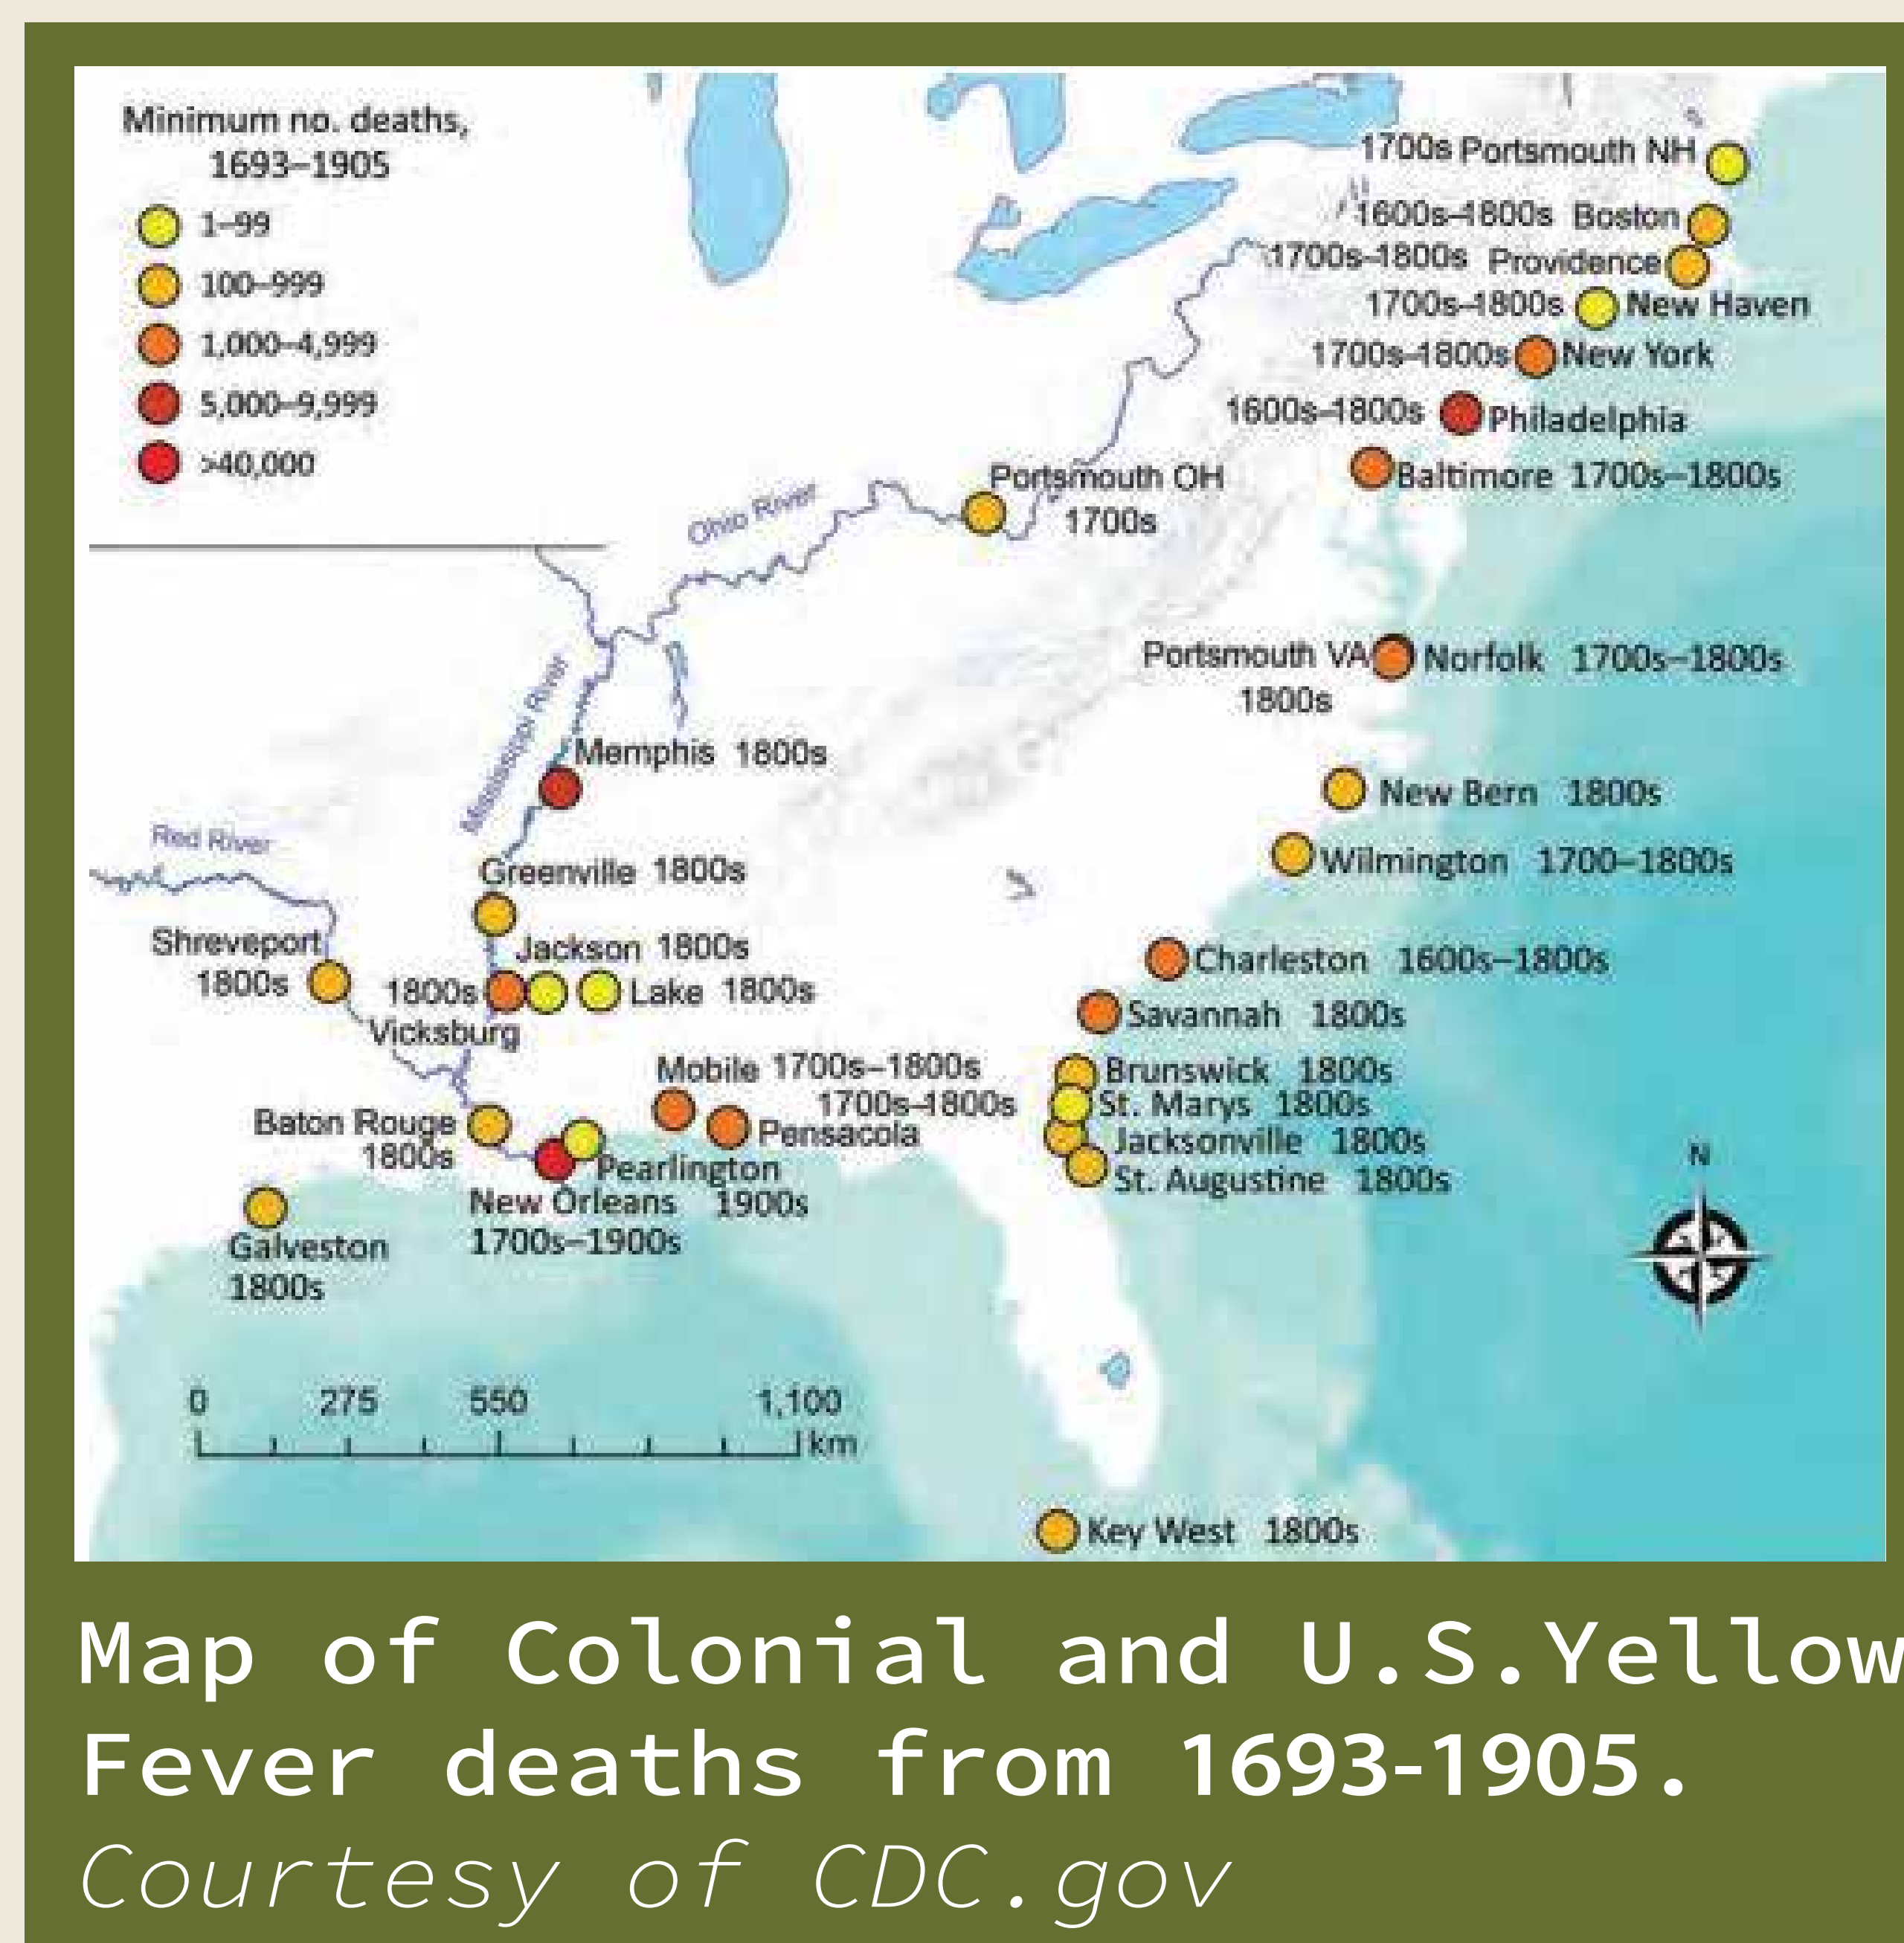 Minimum no. deaths,
1693–1905
1–99
100–999
1,000–4,999
5,000–9,999
>40,000
1700s Portsmouth NH
1600s–1800s Boston
1700s–1800s Providence
1700s–1800s New Haven
1700s–1800s New York
1600s–1800s Philadelphia
Baltimore 1700s–1800s
Portsmouth OH
1700s
Ohio River
Portsmouth VA
1800s
Norfolk 1700s–1800s
Mississippi River
Memphis 1800s
New Bern 1800s
Wilmington 1700–1800s
Red River
Greenville 1800s
Shreveport
1800s
Jackson 1800s
1800s
Vicksburg
Lake 1800s
Charleston 1600s–1800s
Savannah 1800s
Mobile 1700s–1800s
1700s–1800s
Pensacola
Brunswick 1800s
St. Marys 1800s
Jacksonville 1800s
St. Augustine 1800s
Baton Rouge
1800s
Pearlington
1900s
New Orleans
1700s–1900s
Galveston
1800s
N
0 275 550 1,100
km
Key West 1800s
Map of Colonial and U.S.Yellow
Fever deaths from 1693-1905.
Courtesy of CDC.gov